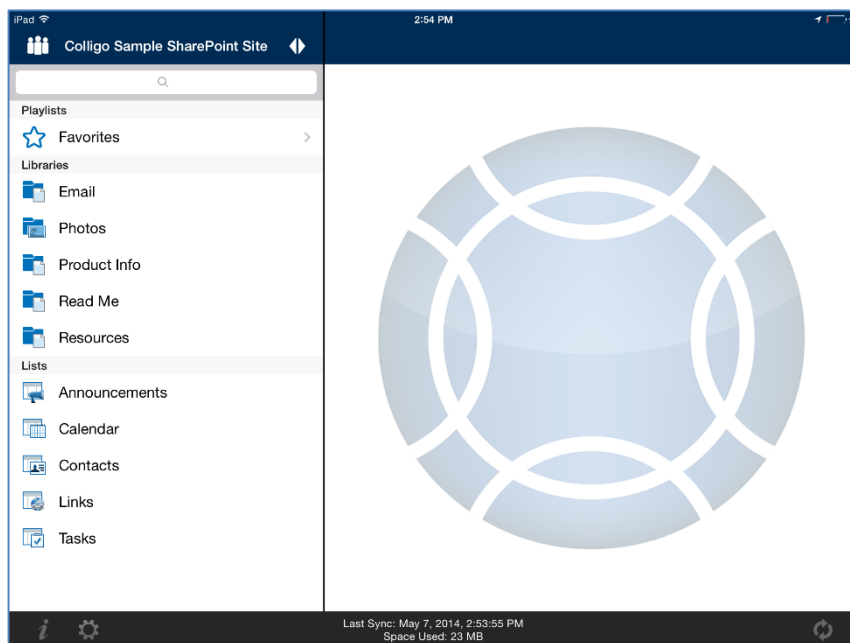 iPad
2:54 PM
Colligo Sample SharePoint Site
Playlists
Favorites
Libraries
Email
Photos
Product Info
Read Me
Resources
Lists
Announcements
Calendar
Contacts
Links
Tasks
Last Sync: May 7, 2014, 2:53:55 PM
Space Used: 23 MB